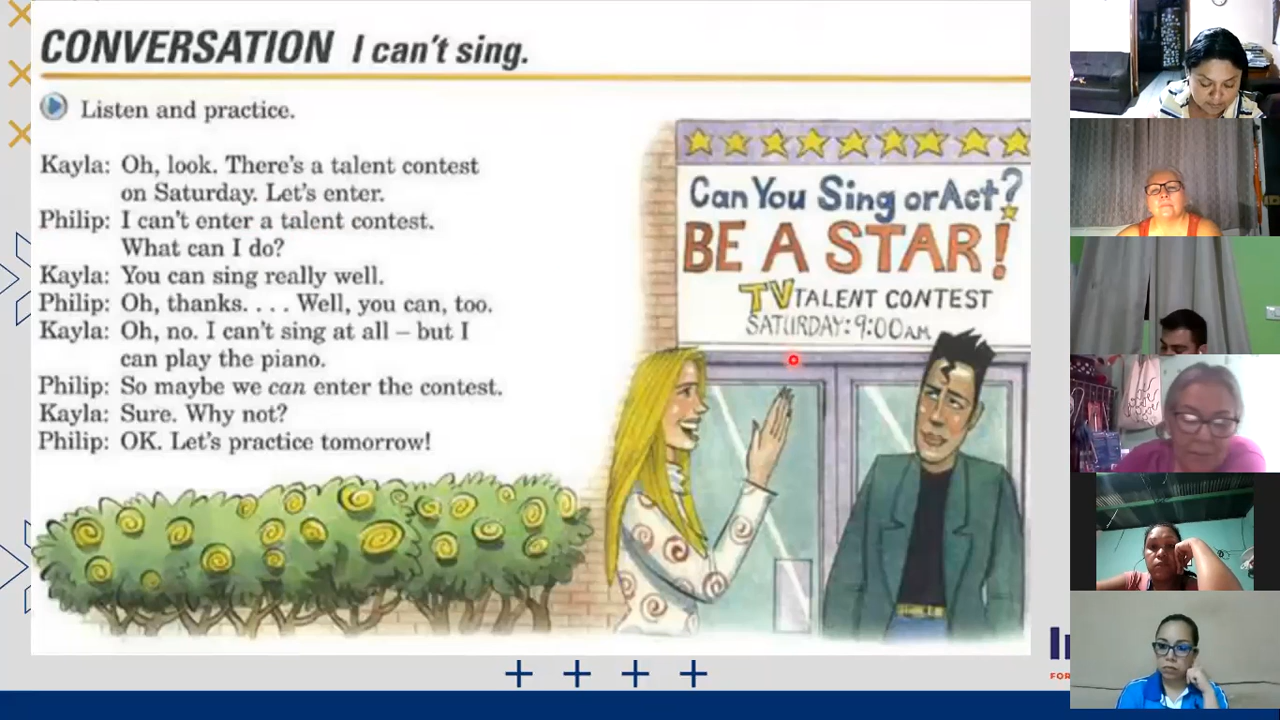 CONVERSATION I can't sing.
Listen and practice.
Kayla: Oh, look. There's a talent contest
on Saturday. Let's enter.
Philip: I can't enter a talent contest.
What can I do?
Kayla: You can sing really well.
Philip: Oh, thanks. . . . Well, you can, too.
Kayla: Oh, no. I can't sing at all – but I
can play the piano.
Philip: So maybe we can enter the contest.
Kayla: Sure. Why not?
Philip: OK. Let's practice tomorrow!
Can You Sing or Act?
BE A STAR!
TV TALENT CONTEST
SATURDAY: 9:00 AM